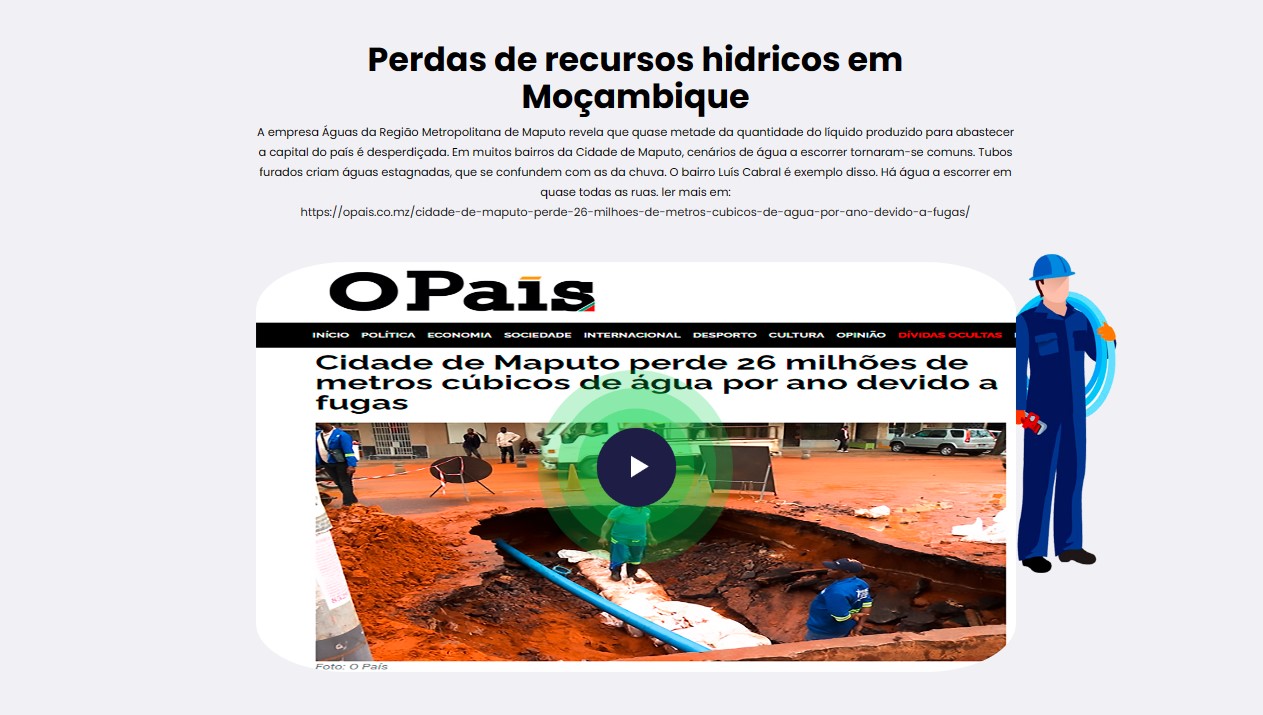 Perdas de recursos hidricos em
Moçambique
A empresa Águas da Região Metropolitana de Maputo revela que quase metade da quantidade do líquido produzido para abastecer
a capital do país é desperdiçada. Em muitos bairros da Cidade de Maputo, cenários de água a escorrer tornaram-se comuns. Tubos
furados criam águas estagnadas, que se confundem com as da chuva. O bairro Luís Cabral é exemplo disso. Há água a escorrer em
quase todas as ruas. ler mais em:
https://opais.co.mz/cidade-de-maputo-perde-26-milhoes-de-metros-cubicos-de-agua-por-ano-devido-a-fugas/
O País
INÍCIO POLÍTICA ECONOMIA SOCIEDADE INTERNACIONAL DESPORTO CULTURA OPINIÃO DÍVIDAS OCULTAS
Cidade de Maputo perde 26 milhões de
metros cúbicos de água por ano devido a
fugas
Foto: O País